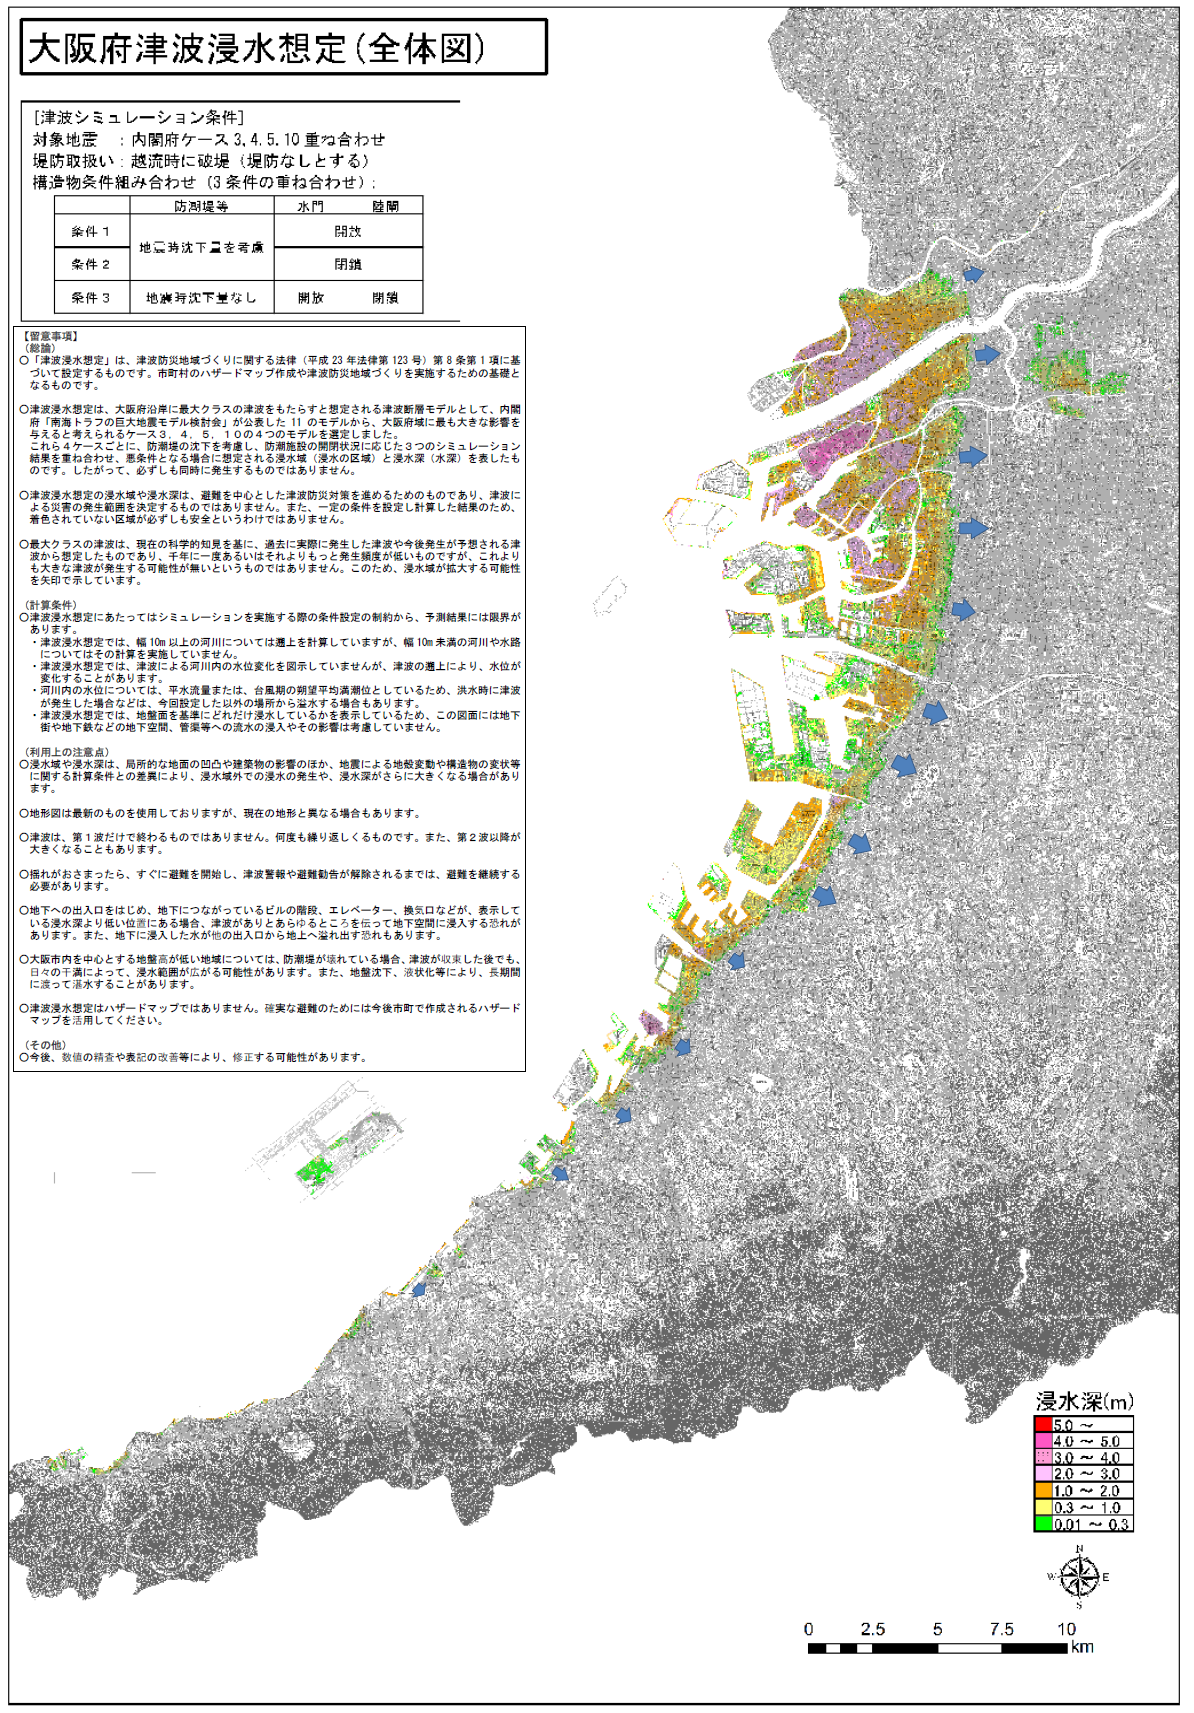 大阪府津波浸水想定(全体図)
[津波シミュレーション条件]
対象地震　：内閣府ケース3,4,5,10重ね合わせ
堤防取扱い：越流時に破堤（堤防なしとする）
構造物条件組み合わせ（3条件の重ね合わせ）:
防潮堤等　水門　陸閘
条件1　地震時沈下量を考慮　開放
条件2　閉鎖
条件3　地震時沈下量なし　開放　閉鎖
【留意事項】
（総論）
○「津波浸水想定」は、津波防災地域づくりに関する法律（平成23年法律第123号）第8条第1項に基
づいて設定するものです。市町村のハザードマップ作成や津波防災地域づくりを実施するための基礎と
なるものです。
○津波浸水想定は、大阪府沿岸に最大クラスの津波をもたらすと想定される津波断層モデルとして、内閣
府「南海トラフの巨大地震モデル検討会」が公表した11のモデルから、大阪府域に最も大きな影響を
与えると考えられるケース3，4，5，10の4つのモデルを選定しました。
これら4ケースごとに、防潮堤の沈下を考慮し、防潮施設の開閉状況に応じた3つのシミュレーション
結果を重ね合わせ、悪条件となる場合に想定される浸水域（浸水の区域）と浸水深（水深）を表したも
のです。したがって、必ずしも同時に発生するものではありません。
○津波浸水想定の浸水域や浸水深は、避難を中心とした津波防災対策を進めるためのものであり、津波に
よる災害の発生範囲を決定するものではありません。また、一定の条件を設定し計算した結果のため、
着色されていない区域が必ずしも安全というわけではありません。
○最大クラスの津波は、現在の科学的知見を基に、過去に実際に発生した津波や今後発生が予想される津
波から想定したものであり、千年に一度あるいはそれよりもっと発生頻度が低いものですが、これより
も大きな津波が発生する可能性が無いというものではありません。このため、浸水域が拡大する可能性
を矢印で示しています。
（計算条件）
○津波浸水想定にあたってはシミュレーションを実施する際の条件設定の制約から、予測結果には限界が
あります。
・津波浸水想定では、幅10m以上の河川については遡上を計算していますが、幅10m未満の河川や水路
についてはその計算を実施していません。
・津波浸水想定では、津波による河川内の水位変化を図示していませんが、津波の遡上により、水位が
変化することがあります。
・河川内の水位については、平水流量または、台風期の朔望平均満潮位としているため、洪水時に津波
が発生した場合などは、今回設定した以外の場所から溢水する場合もあります。
・津波浸水想定では、地盤面を基準にどれだけ浸水しているかを表示しているため、この図面には地下
街や地下鉄などの地下空間、管渠等への流水の浸入やその影響は考慮していません。
（利用上の注意点）
○浸水域や浸水深は、局所的な地面の凹凸や建築物の影響のほか、地震による地殻変動や構造物の変状等
に関する計算条件との差異により、浸水域外での浸水の発生や、浸水深がさらに大きくなる場合があり
ます。
○地形図は最新のものを使用しておりますが、現在の地形と異なる場合もあります。
○津波は、第1波だけで終わるものではありません。何度も繰り返しくるものです。また、第2波以降が
大きくなることもあります。
○揺れがおさまったら、すぐに避難を開始し、津波警報や避難勧告が解除されるまでは、避難を継続する
必要があります。
○地下への出入口をはじめ、地下につながっているビルの階段、エレベーター、換気口などが、表示して
いる浸水深より低い位置にある場合、津波がありとあらゆるところを伝って地下空間に浸入する恐れが
あります。また、地下に浸入した水が他の出入口から地上へ溢れ出す恐れもあります。
○大阪市内を中心とする地盤高が低い地域については、防潮堤が壊れている場合、津波が収束した後でも、
日々の干満によって、浸水範囲が広がる可能性があります。また、地盤沈下、液状化等により、長期間
に渡って湛水することがあります。
○津波浸水想定はハザードマップではありません。確実な避難のためには今後市町で作成されるハザード
マップを活用してください。
（その他）
○今後、数値の精査や表記の改善等により、修正する可能性があります。
浸水深(m)
5.0 ～
4.0 ～ 5.0
3.0 ～ 4.0
2.0 ～ 3.0
1.0 ～ 2.0
0.3 ～ 1.0
0.01 ～ 0.3
N
W E
S
0 2.5 5 7.5 10
km